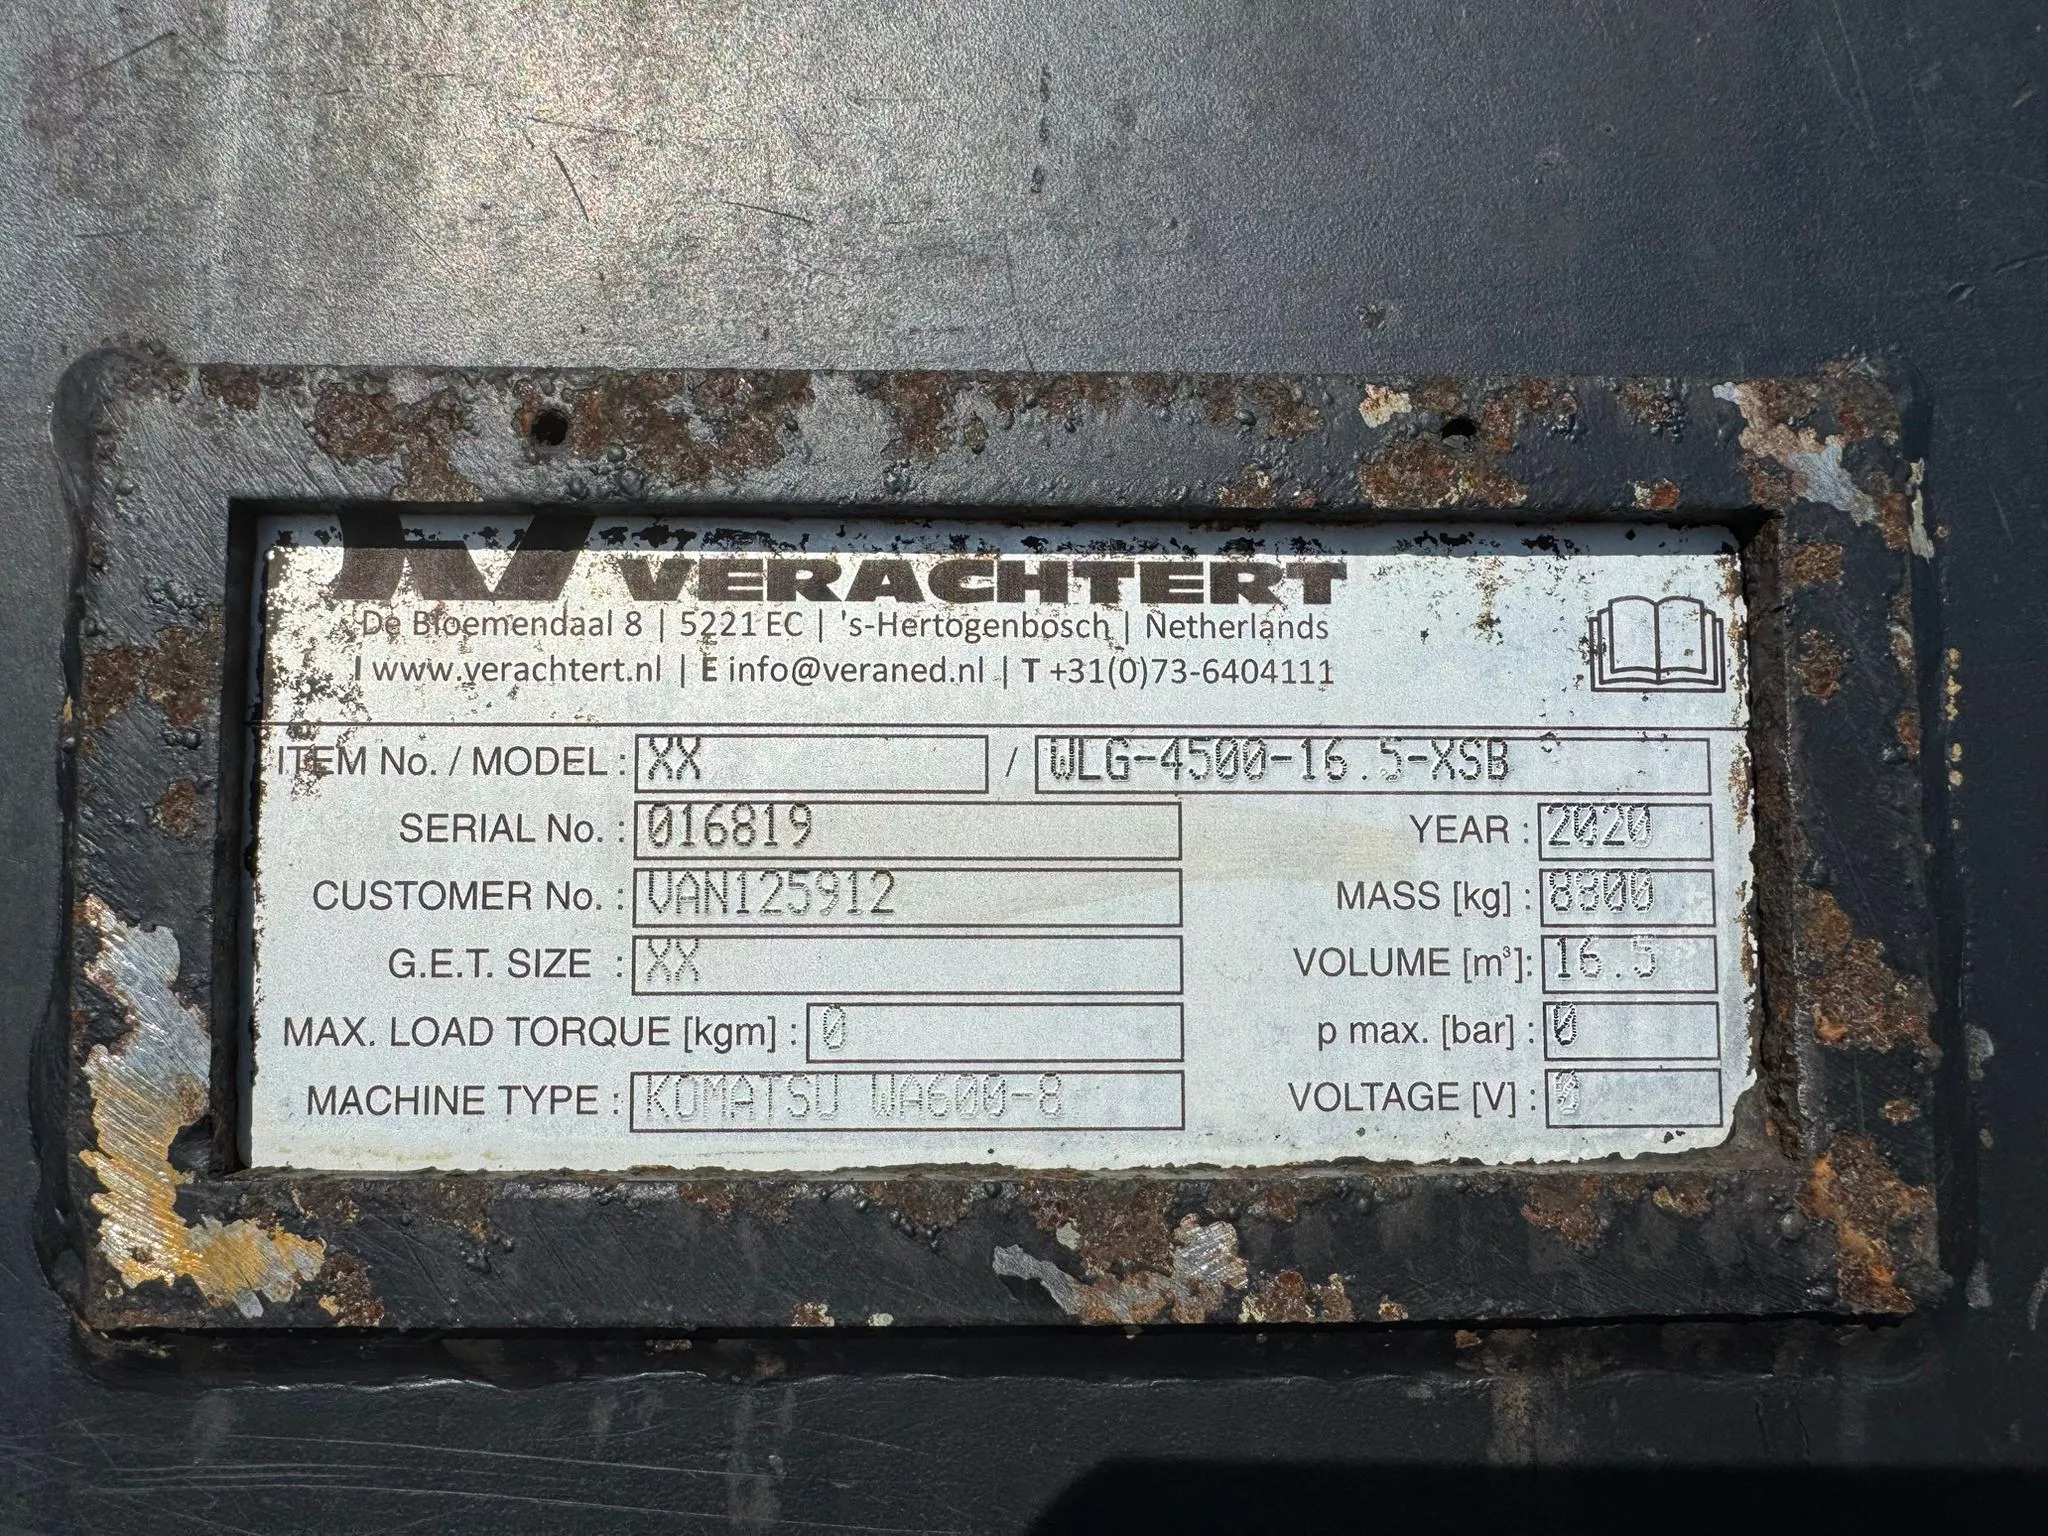 VERACHTERT
De Bloemendaal 8 | 5221 EC | 's-Hertogenbosch | Netherlands
I www.verachtert.nl | E info@veraned.nl | T +31(0)73-6404111
ITEM No. / MODEL : XX / WLG-4500-16.5-XSB
SERIAL No. : 016819 YEAR : 2020
CUSTOMER No. : VAN125912 MASS [kg] : 8800
G.E.T. SIZE : XX VOLUME [m³]: 16.5
MAX. LOAD TORQUE [kgm] : 0 p max. [bar] : 0
MACHINE TYPE : KOMATSU WA600-8 VOLTAGE [V] : 0